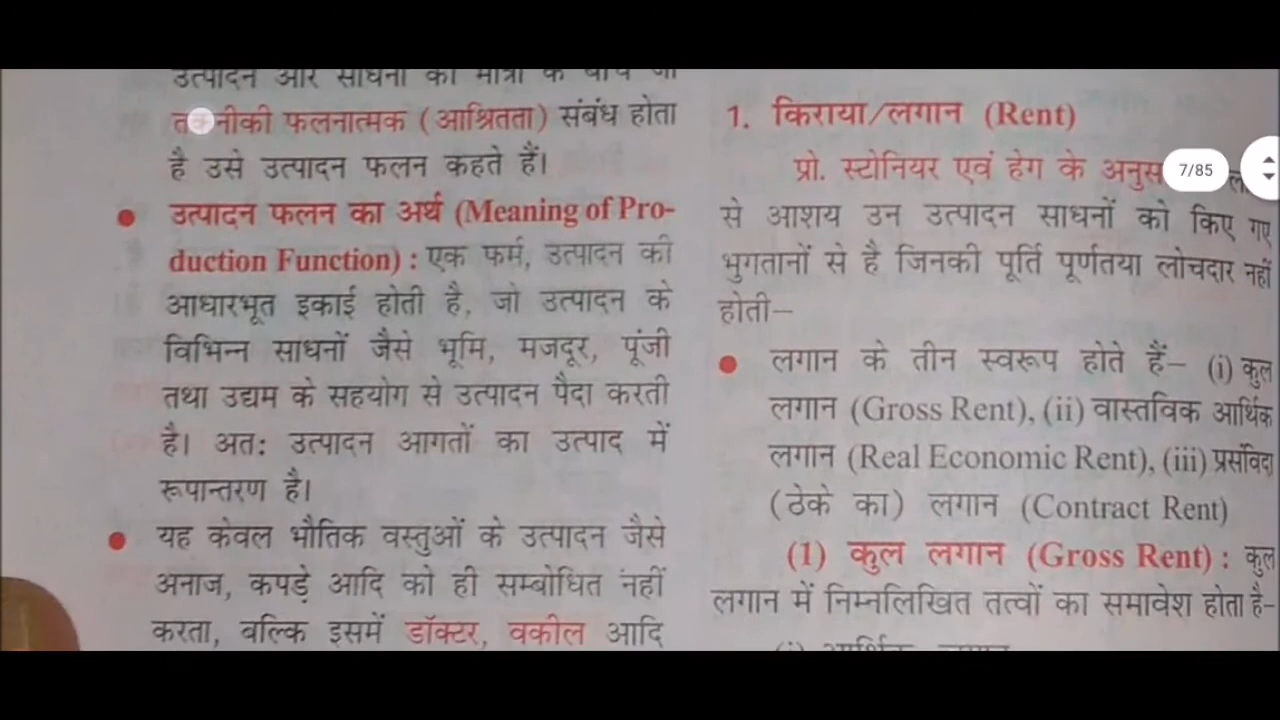 तकनीकी फलनात्मक (आश्रितता) संबंध होता
है उसे उत्पादन फलन कहते हैं।
● उत्पादन फलन का अर्थ (Meaning of Pro-
duction Function) : एक फर्म, उत्पादन की
आधारभूत इकाई होती है, जो उत्पादन के
विभिन्न साधनों जैसे भूमि, मजदूर, पूंजी
तथा उद्यम के सहयोग से उत्पादन पैदा करती
है। अतः उत्पादन आगतों का उत्पाद में
रूपान्तरण है।
● यह केवल भौतिक वस्तुओं के उत्पादन जैसे
अनाज, कपड़े आदि को ही सम्बोधित नहीं
करता, बल्कि इसमें डॉक्टर, वकील आदि
1. किराया/लगान (Rent)
प्रो. स्टोनियर एवं हेग के
से आशय उन उत्पादन साधनों को किए गए
भुगतानों से है जिनकी पूर्ति पूर्णतया लोचदार नहीं
होती–
● लगान के तीन स्वरूप होते हैं– (i) कुल
लगान (Gross Rent), (ii) वास्तविक आर्थिक
लगान (Real Economic Rent), (iii) प्रसंविदा
(ठेके का) लगान (Contract Rent)
(1) कुल लगान (Gross Rent) : कुल
लगान में निम्नलिखित तत्वों का समावेश होता है–
7/85